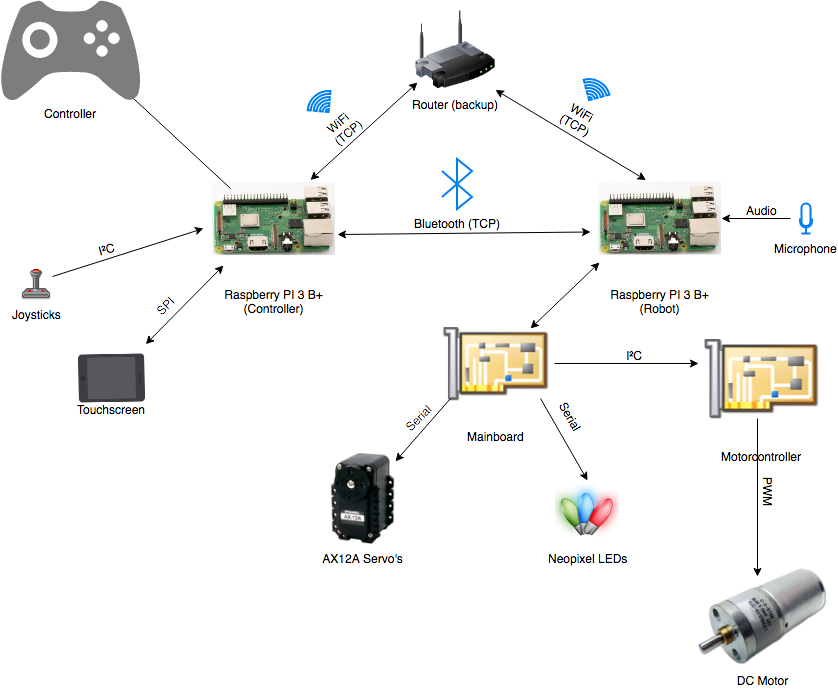 Controller
Router (backup)
WiFi
(TCP)
WiFi
(TCP)
Bluetooth (TCP)
Audio
Microphone
I²C
Joysticks
Raspberry PI 3 B+
(Controller)
Raspberry PI 3 B+
(Robot)
SPI
Touchscreen
I²C
Mainboard
Motorcontroller
Serial
Serial
PWM
AX-12A
AX12A Servo's
Neopixel LEDs
DC Motor